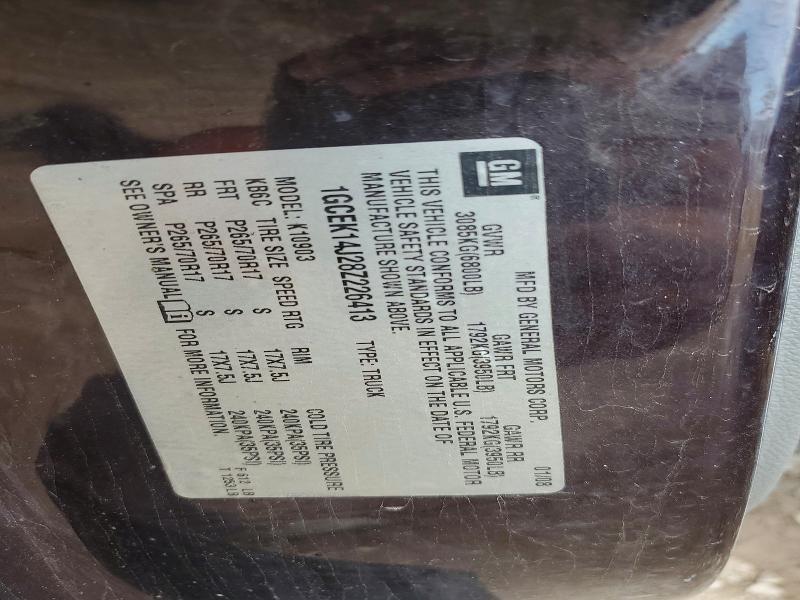 GM ®
MFD BY GENERAL MOTORS CORP. 01/08
GVWR GAWR FRT GAWR RR
3085KG(6800LB) 1792KG(3950LB) 1792KG(3950LB)
THIS VEHICLE CONFORMS TO ALL APPLICABLE U.S. FEDERAL MOTOR
VEHICLE SAFETY STANDARDS IN EFFECT ON THE DATE OF
MANUFACTURE SHOWN ABOVE.
1GCEK14J28Z226413 TYPE: TRUCK
MODEL: K10903
KB6C TIRE SIZE SPEED RTG RIM COLD TIRE PRESSURE
FRT P265/70R17 S 17X7.5J 240KPA(35PSI)
RR P265/70R17 S 17X7.5J 240KPA(35PSI)
SPA P265/70R17 S 17X7.5J 240KPA(35PSI)
SEE OWNER'S MANUAL FOR MORE INFORMATION.
F 612 LB